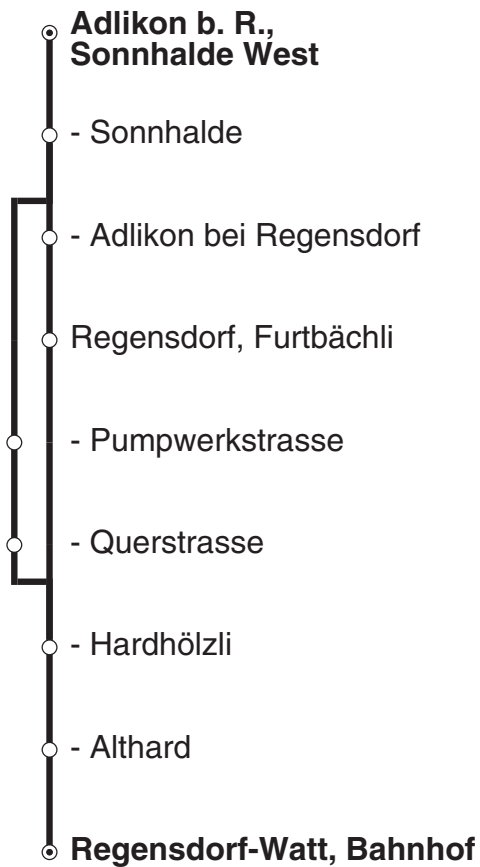 Adlikon b. R.,
Sonnhalde West
- Sonnhalde
- Adlikon bei Regensdorf
Regensdorf, Furtbächli
- Pumpwerkstrasse
- Querstrasse
- Hardhölzli
- Althard
Regensdorf-Watt, Bahnhof